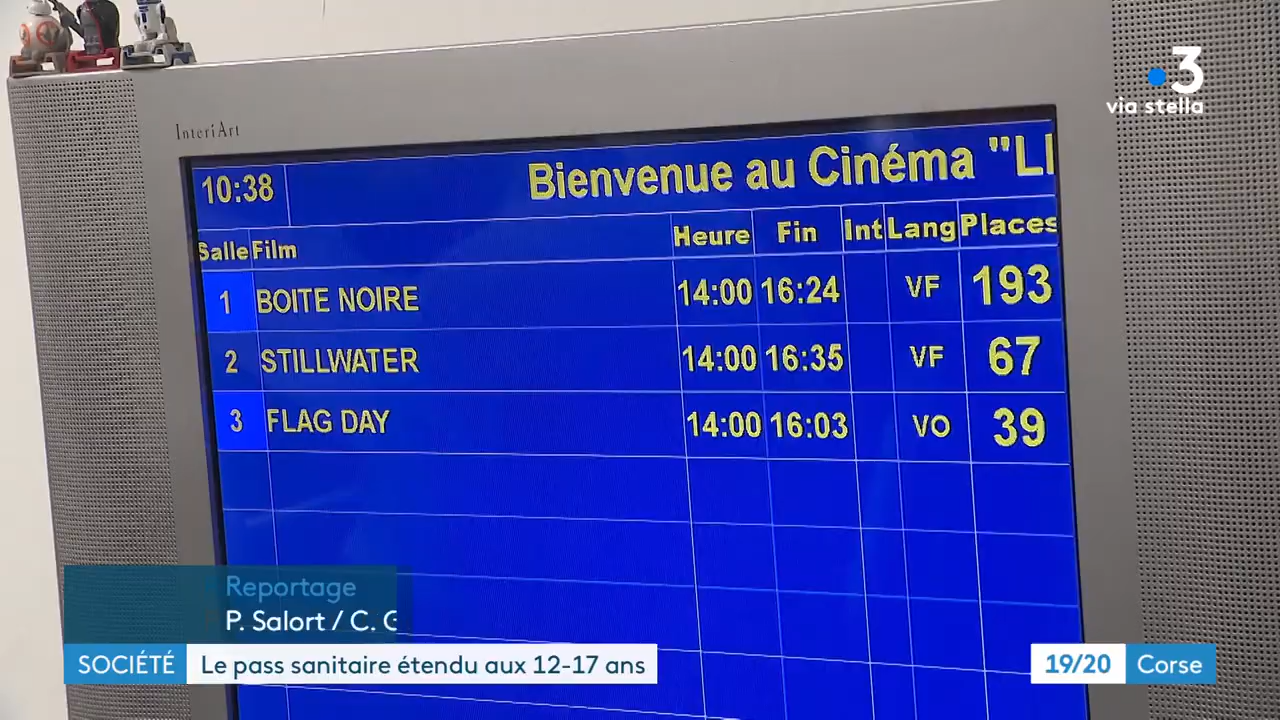 3
via stella
InteriArt
10:38 Bienvenue au Cinéma "L
Salle Film Heure Fin Int Lang Places
1 BOITE NOIRE 14:00 16:24 VF 193
2 STILLWATER 14:00 16:35 VF 67
3 FLAG DAY 14:00 16:03 VO 39
Reportage
P. Salort / C. G
SOCIÉTÉ Le pass sanitaire étendu aux 12-17 ans
19/20 Corse